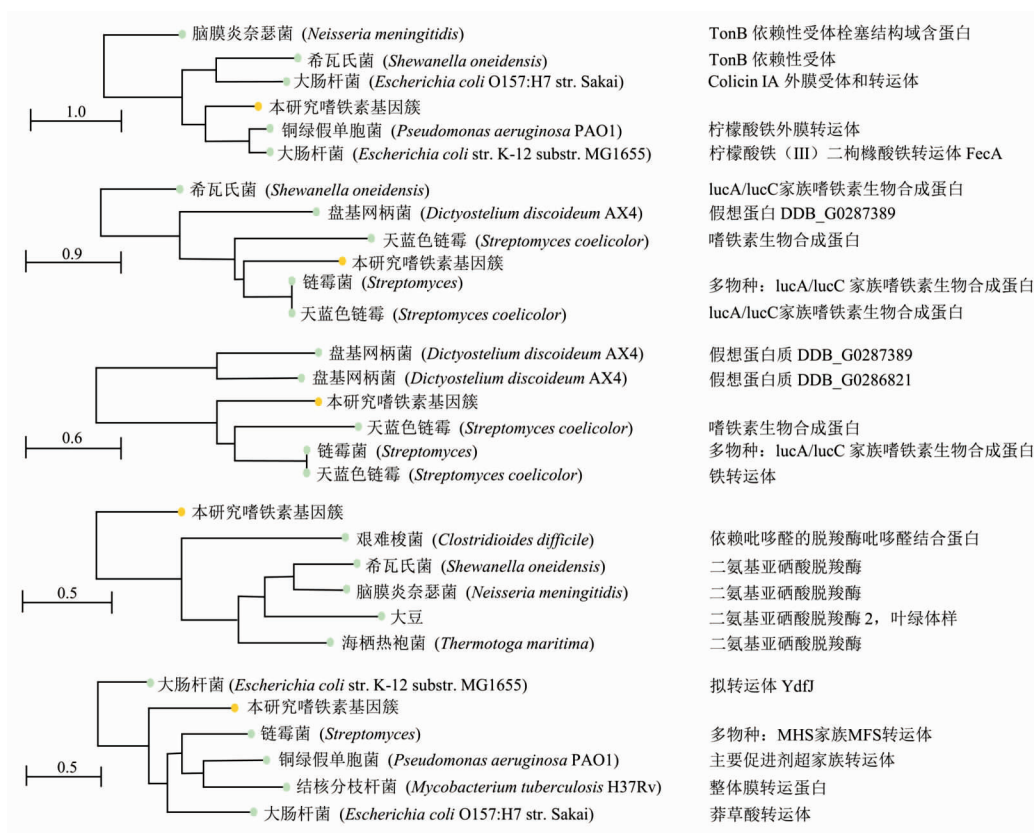 脑膜炎奈瑟菌 (Neisseria meningitidis) TonB 依赖性受体栓塞结构域含蛋白
希瓦氏菌 (Shewanella oneidensis) TonB 依赖性受体
大肠杆菌 (Escherichia coli O157:H7 str. Sakai) Colicin IA 外膜受体和转运体
1.0 本研究嗜铁素基因簇
铜绿假单胞菌 (Pseudomonas aeruginosa PAO1) 柠檬酸铁外膜转运体
大肠杆菌 (Escherichia coli str. K-12 substr. MG1655) 柠檬酸铁（III）二枸橼酸铁转运体 FecA
希瓦氏菌 (Shewanella oneidensis) lucA/lucC家族嗜铁素生物合成蛋白
盘基网柄菌 (Dictyostelium discoideum AX4) 假想蛋白 DDB_G0287389
天蓝色链霉 (Streptomyces coelicolor) 嗜铁素生物合成蛋白
0.9 本研究嗜铁素基因簇
链霉菌 (Streptomyces) 多物种：lucA/lucC 家族嗜铁素生物合成蛋白
天蓝色链霉 (Streptomyces coelicolor) lucA/lucC家族嗜铁素生物合成蛋白
盘基网柄菌 (Dictyostelium discoideum AX4) 假想蛋白质 DDB_G0287389
盘基网柄菌 (Dictyostelium discoideum AX4) 假想蛋白质 DDB_G0286821
本研究嗜铁素基因簇
0.6 天蓝色链霉 (Streptomyces coelicolor) 嗜铁素生物合成蛋白
链霉菌 (Streptomyces) 多物种：lucA/lucC 家族嗜铁素生物合成蛋白
天蓝色链霉 (Streptomyces coelicolor) 铁转运体
本研究嗜铁素基因簇
艰难梭菌 (Clostridioides difficile) 依赖吡哆醛的脱羧酶吡哆醛结合蛋白
希瓦氏菌 (Shewanella oneidensis) 二氨基亚硒酸脱羧酶
0.5 脑膜炎奈瑟菌 (Neisseria meningitidis) 二氨基亚硒酸脱羧酶
大豆 二氨基亚硒酸脱羧酶 2，叶绿体样
海栖热袍菌 (Thermotoga maritima) 二氨基亚硒酸脱羧酶
大肠杆菌 (Escherichia coli str. K-12 substr. MG1655) 拟转运体 YdfJ
本研究嗜铁素基因簇
链霉菌 (Streptomyces) 多物种：MHS家族MFS转运体
0.5 铜绿假单胞菌 (Pseudomonas aeruginosa PAO1) 主要促进剂超家族转运体
结核分枝杆菌 (Mycobacterium tuberculosis H37Rv) 整体膜转运蛋白
大肠杆菌 (Escherichia coli O157:H7 str. Sakai) 莽草酸转运体